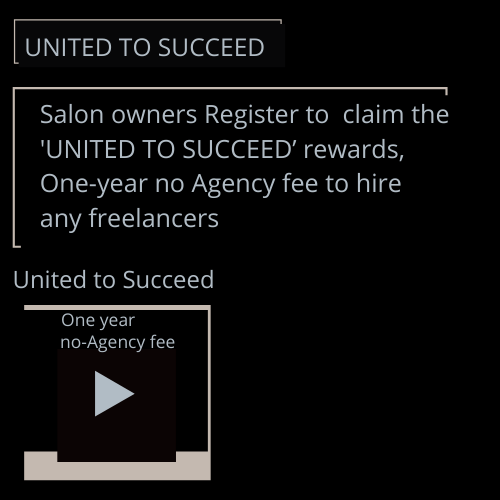 UNITED TO SUCCEED
Salon owners Register to  claim the
'UNITED TO SUCCEED’ rewards,
One-year no Agency fee to hire
any freelancers
United to Succeed
One year
no-Agency fee